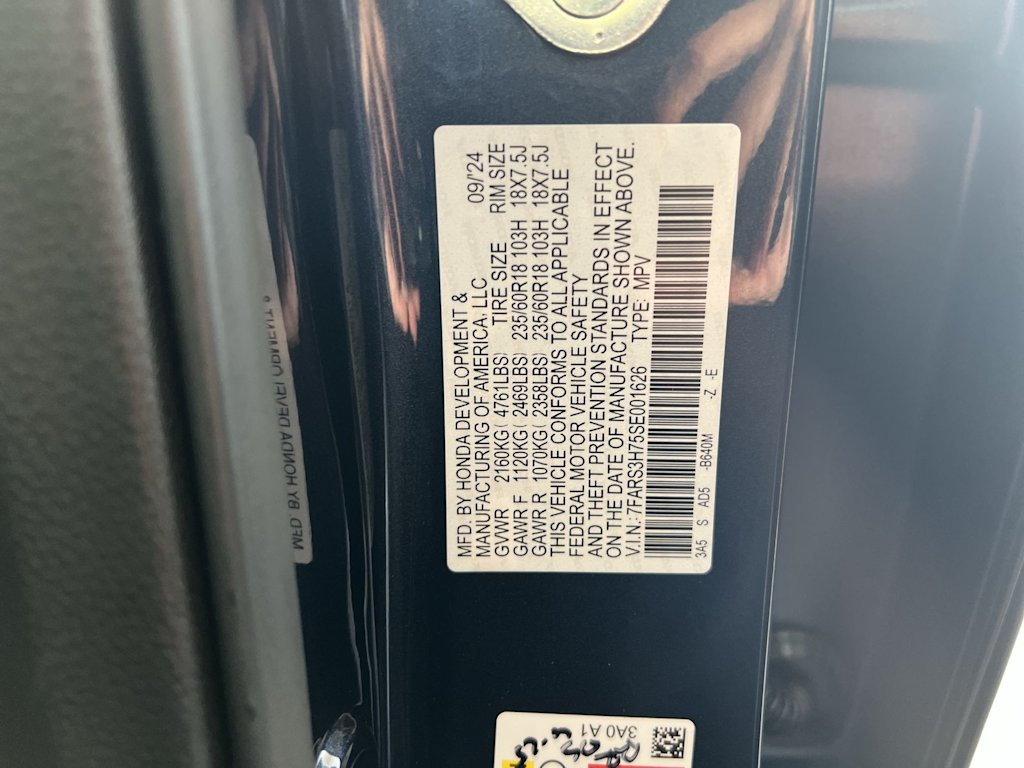 MFD. BY HONDA DEVELOPMENT & 09/24
MANUFACTURING OF AMERICA, LLC
GVWR 2160KG( 4761LBS) TIRE SIZE RIM SIZE
GAWR F 1120KG( 2469LBS) 235/60R18 103H 18X7.5J
GAWR R 1070KG( 2358LBS) 235/60R18 103H 18X7.5J
THIS VEHICLE CONFORMS TO ALL APPLICABLE
FEDERAL MOTOR VEHICLE SAFETY
AND THEFT PREVENTION STANDARDS IN EFFECT
ON THE DATE OF MANUFACTURE SHOWN ABOVE.
V.I.N.: 7FARS3H75SE001626 TYPE: MPV
3A5 S AD5 -B640M -Z -E
MFD. BY HONDA DEVELOPMENT &
3A0 A1